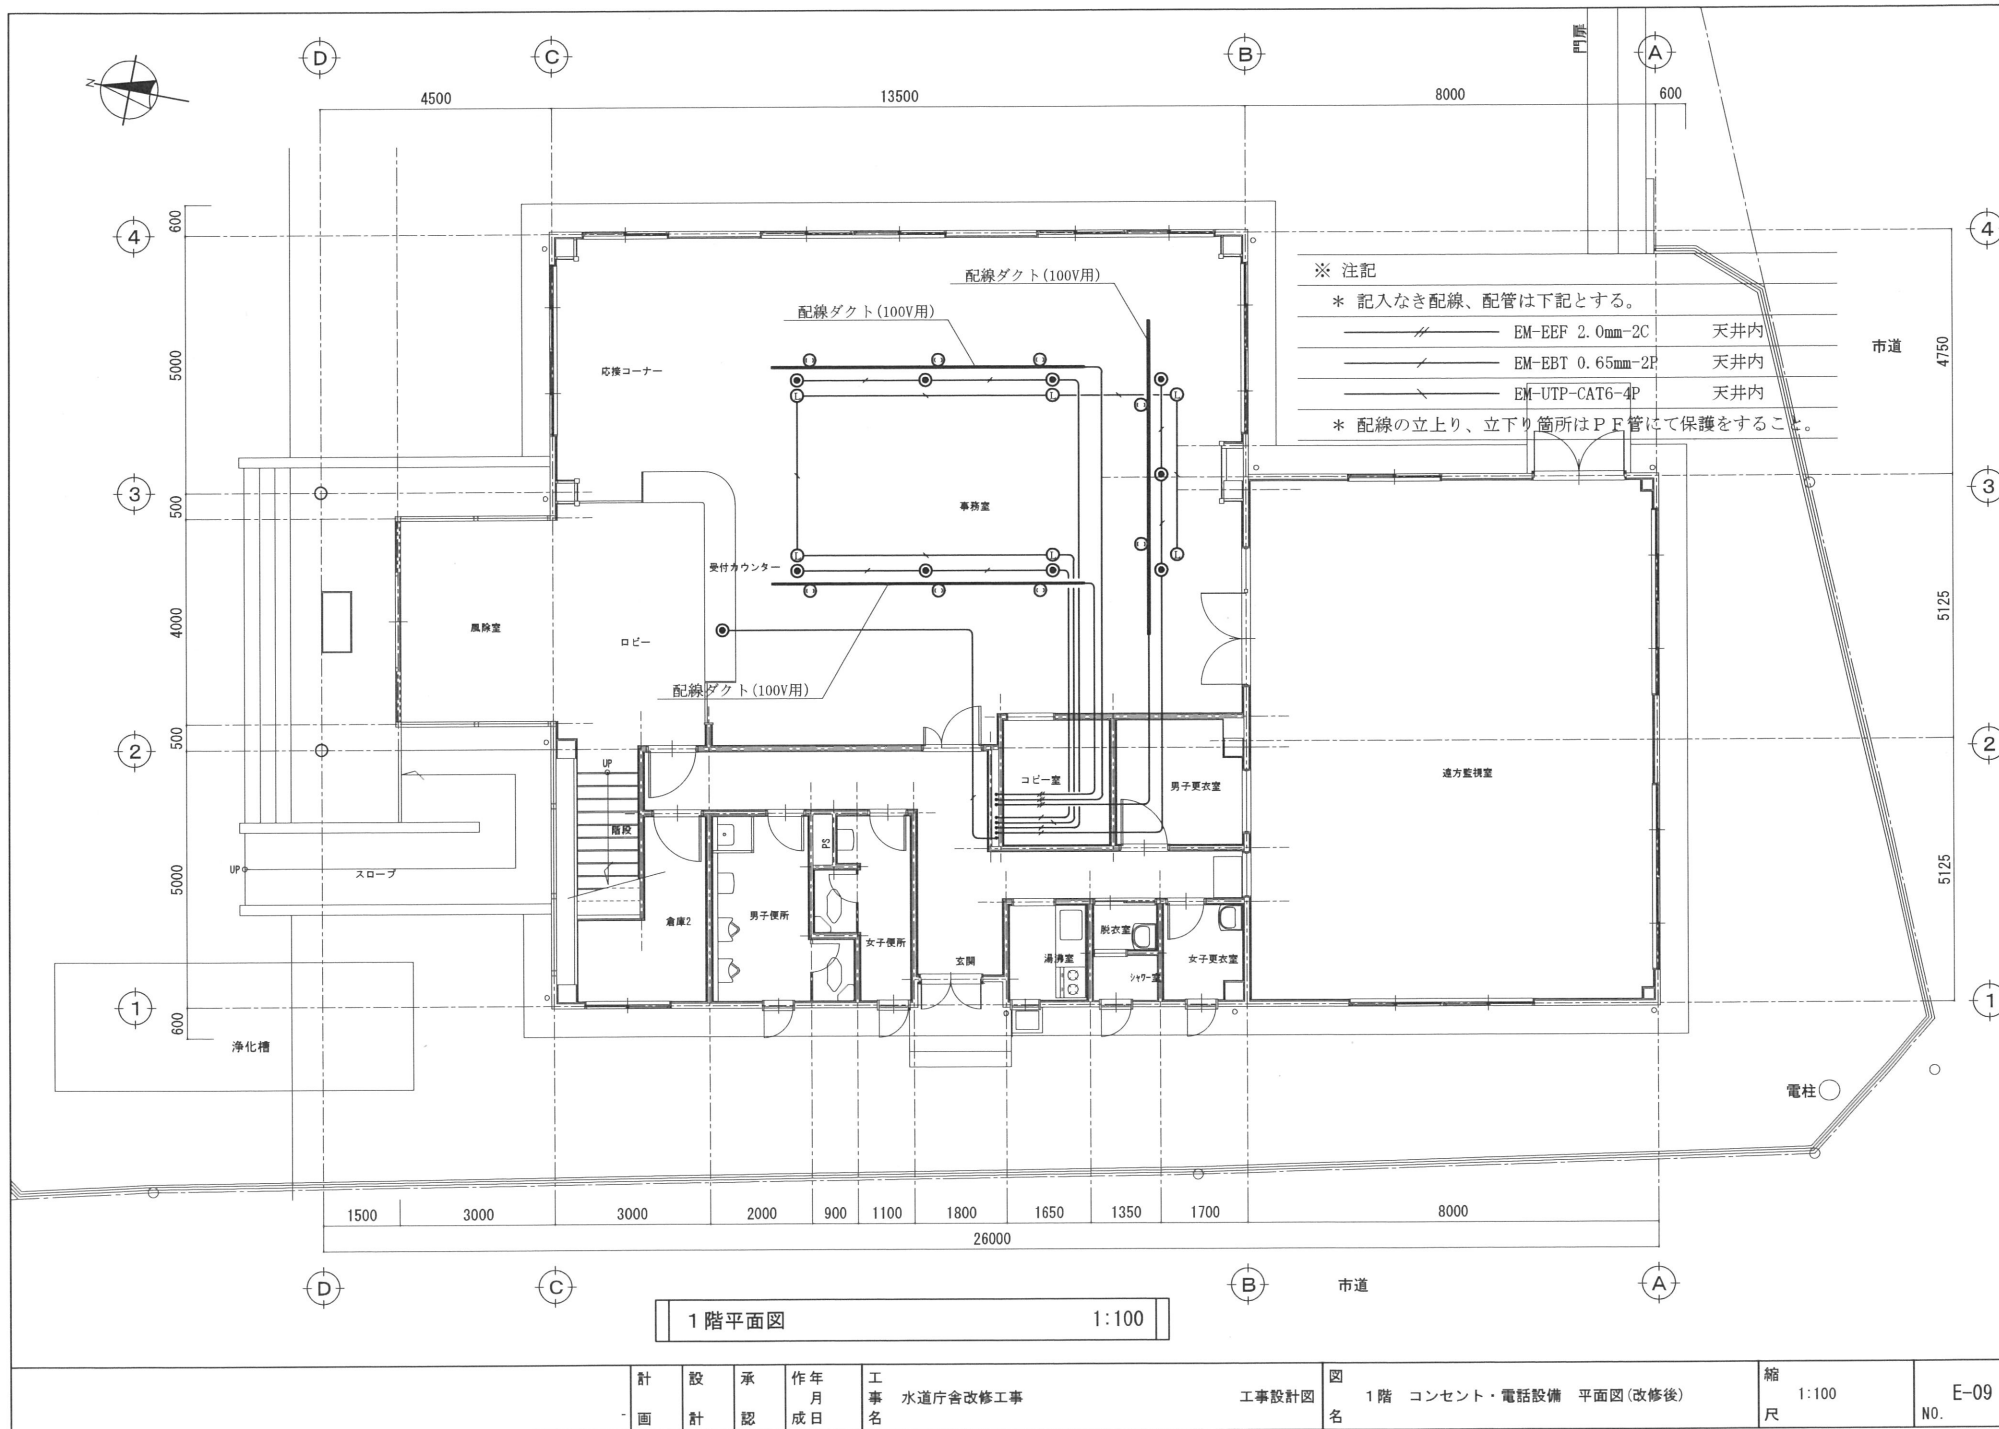 門扉
D
C
B
A
N
4500
13500
8000
600
4
600
4
配線ダクト(100V用)
配線ダクト(100V用)
※ 注記
＊ 記入なき配線、配管は下記とする。
EM-EEF 2.0mm-2C 天井内
EM-EBT 0.65mm-2P 天井内
EM-UTP-CAT6-4P 天井内
＊ 配線の立上り、立下り箇所はＰＦ管にて保護をすること。
市道
4750
5000
応接コーナー
3
500
事務室
3
受付カウンター
4000
風除室
ロビー
5125
配線ダクト(100V用)
500
2
2
UP
コピー室
男子更衣室
遠方監視室
階段
PS
UP
スロープ
5000
5125
倉庫2
男子便所
女子便所
玄関
湯沸室
脱衣室
シャワー室
女子更衣室
1
600
1
浄化槽
電柱
1500
3000
3000
2000
900
1100
1800
1650
1350
1700
8000
26000
D
C
B
A
市道
1階平面図 1:100
計画
設計
承認
作成 年月日
工事名 水道庁舎改修工事 工事設計図
図名 1階 コンセント・電話設備 平面図(改修後)
縮尺 1:100
NO. E-09